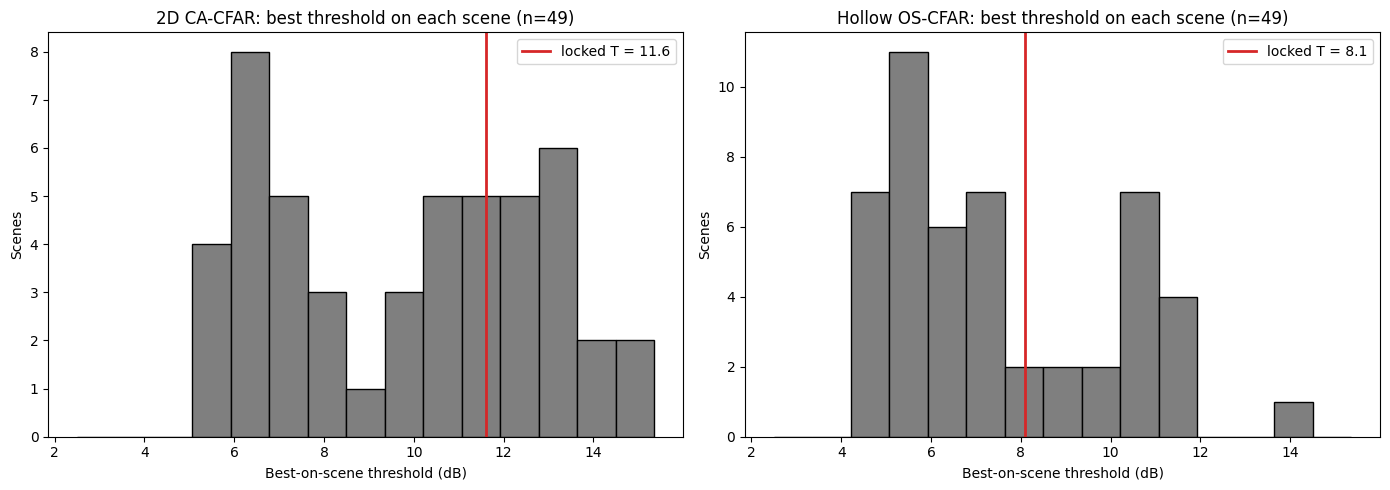 2D CA-CFAR: best threshold on each scene (n=49)
locked T = 11.6
8
7
6
5
4
3
2
1
0
Scenes
2 4 6 8 10 12 14
Best-on-scene threshold (dB)
Hollow OS-CFAR: best threshold on each scene (n=49)
locked T = 8.1
10
8
6
4
2
0
Scenes
2 4 6 8 10 12 14
Best-on-scene threshold (dB)